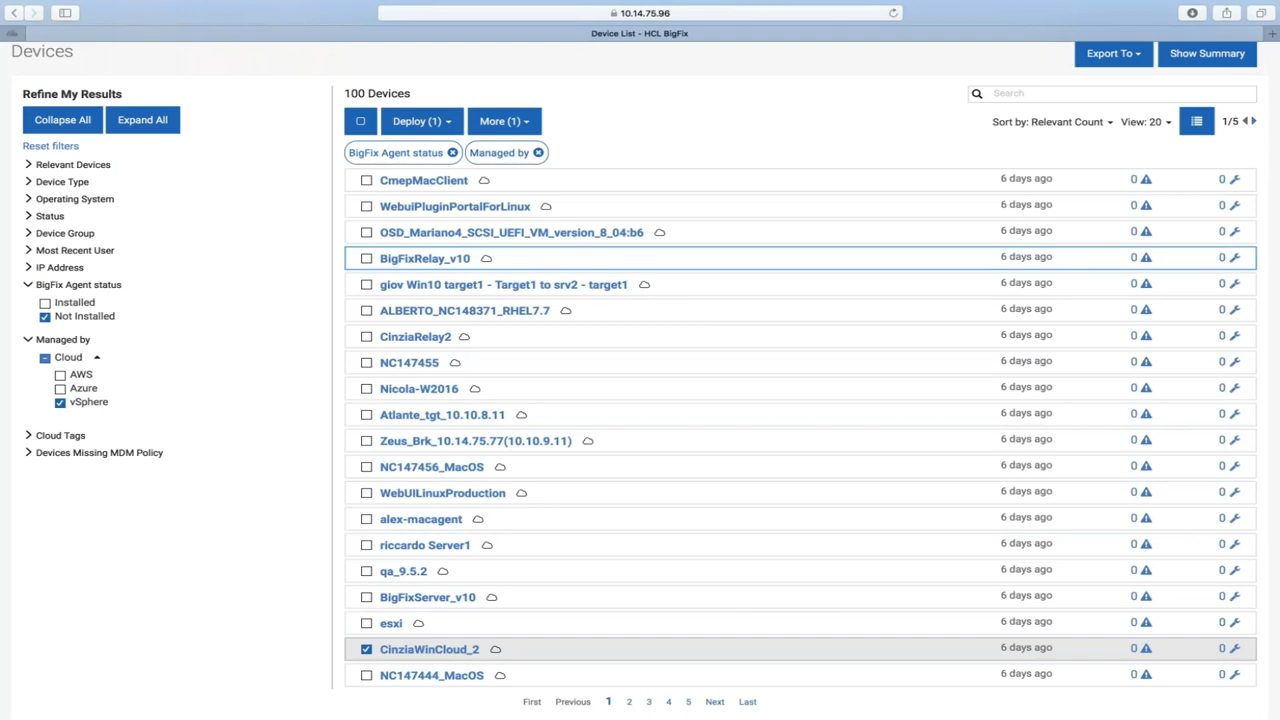 10.14.75.96
Device List - HCL BigFix
Devices
Export To
Show Summary
Refine My Results
Collapse All
Expand All
Reset filters
Relevant Devices
Device Type
Operating System
Status
Device Group
Most Recent User
IP Address
BigFix Agent status
Installed
Not Installed
Managed by
Cloud
AWS
Azure
vSphere
Cloud Tags
Devices Missing MDM Policy
100 Devices
Search
Deploy (1)
More (1)
Sort by: Relevant Count
View: 20
1/5
BigFix Agent status
Managed by
CmepMacClient 6 days ago 0 0
WebuiPluginPortalForLinux 6 days ago 0 0
OSD_Mariano4_SCSI_UEFI_VM_version_8_04:b6 6 days ago 0 0
BigFixRelay_v10 6 days ago 0 0
giov Win10 target1 - Target1 to srv2 - target1 6 days ago 0 0
ALBERTO_NC148371_RHEL7.7 6 days ago 0 0
CinziaRelay2 6 days ago 0 0
NC147455 6 days ago 0 0
Nicola-W2016 6 days ago 0 0
Atlante_tgt_10.10.8.11 6 days ago 0 0
Zeus_Brk_10.14.75.77(10.10.9.11) 6 days ago 0 0
NC147456_MacOS 6 days ago 0 0
WebUILinuxProduction 6 days ago 0 0
alex-macagent 6 days ago 0 0
riccardo Server1 6 days ago 0 0
qa_9.5.2 6 days ago 0 0
BigFixServer_v10 6 days ago 0 0
esxi 6 days ago 0 0
CinziaWinCloud_2 6 days ago 0 0
NC147444_MacOS 6 days ago 0 0
First Previous 1 2 3 4 5 Next Last